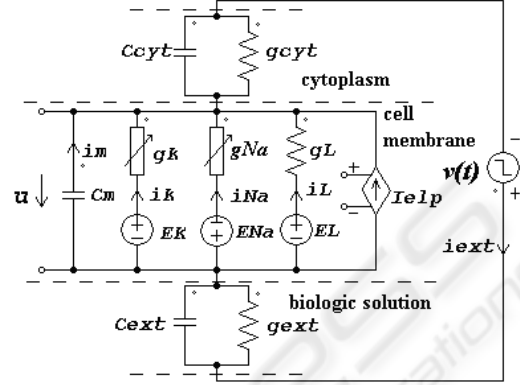 Ccyt gcyt
cytoplasm
cell
membrane
im gk gNa gL
u Cm ik iNa iL Ielp v(t)
EK ENa EL
iext
biologic solution
Cext gext